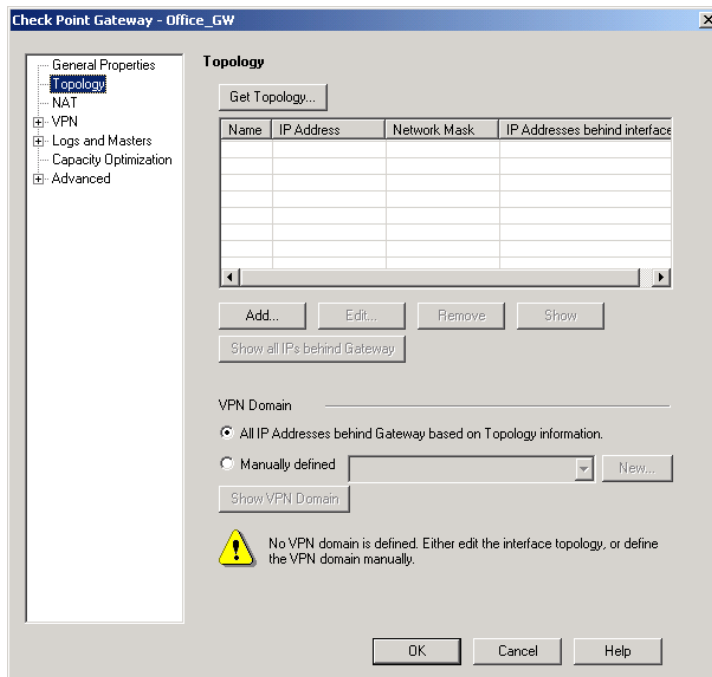 Check Point Gateway - Office_GW
General Properties
Topology
NAT
VPN
Logs and Masters
Capacity Optimization
Advanced
Topology
Get Topology...
Name IP Address Network Mask IP Addresses behind interface
Add... Edit... Remove Show
Show all IPs behind Gateway
VPN Domain
All IP Addresses behind Gateway based on Topology information.
Manually defined New...
Show VPN Domain
No VPN domain is defined. Either edit the interface topology, or define
the VPN domain manually.
OK Cancel Help